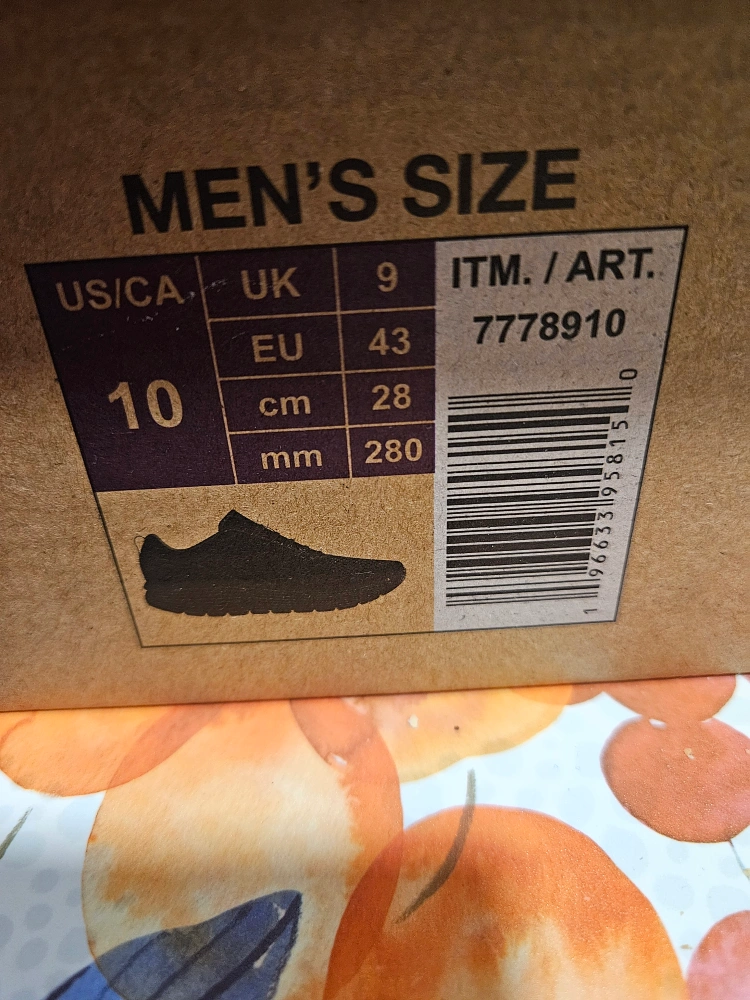 MEN'S SIZE
US/CA
10
UK 9
EU 43
cm 28
mm 280
ITM. / ART.
7778910
1 96633 95815 0